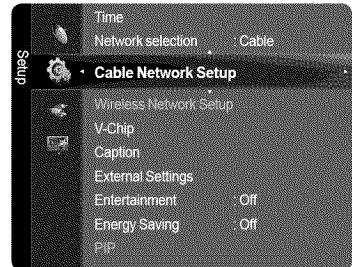 Setup
Time
Network selection : Cable
Cable Network Setup
Wireless Network Setup
V-Chip
Caption
External Settings
Entertainment : Off
Energy Saving : Off
PIP